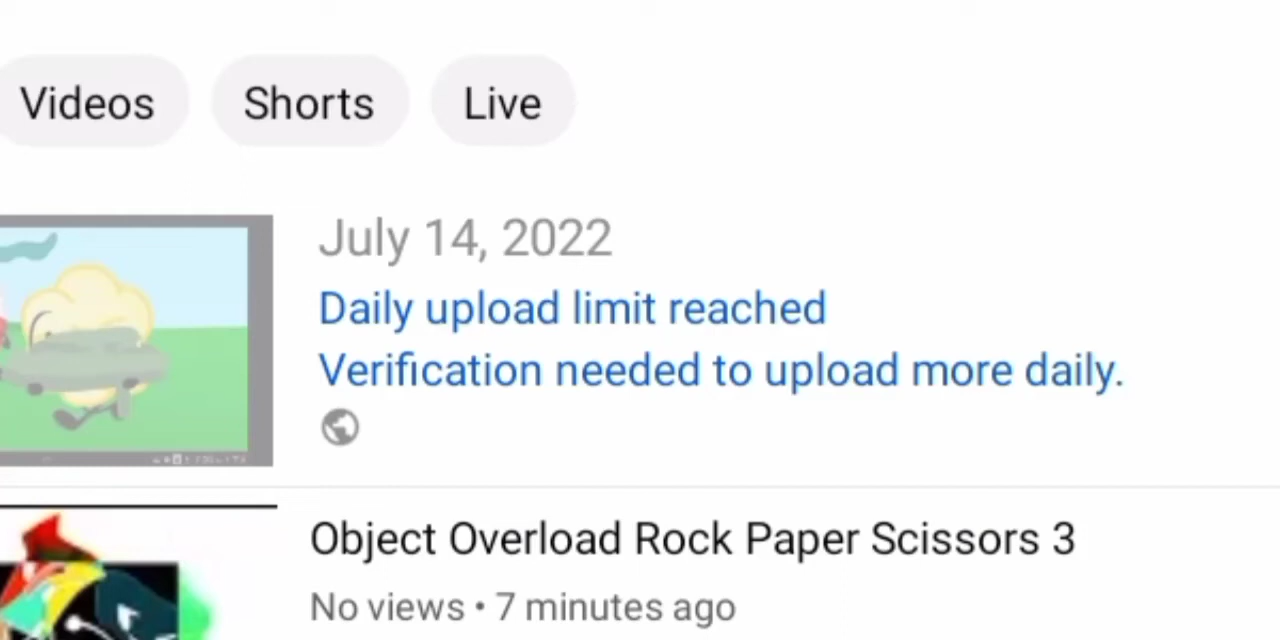 Videos
Shorts
Live
July 14, 2022
Daily upload limit reached
Verification needed to upload more daily.
Object Overload Rock Paper Scissors 3
No views • 7 minutes ago